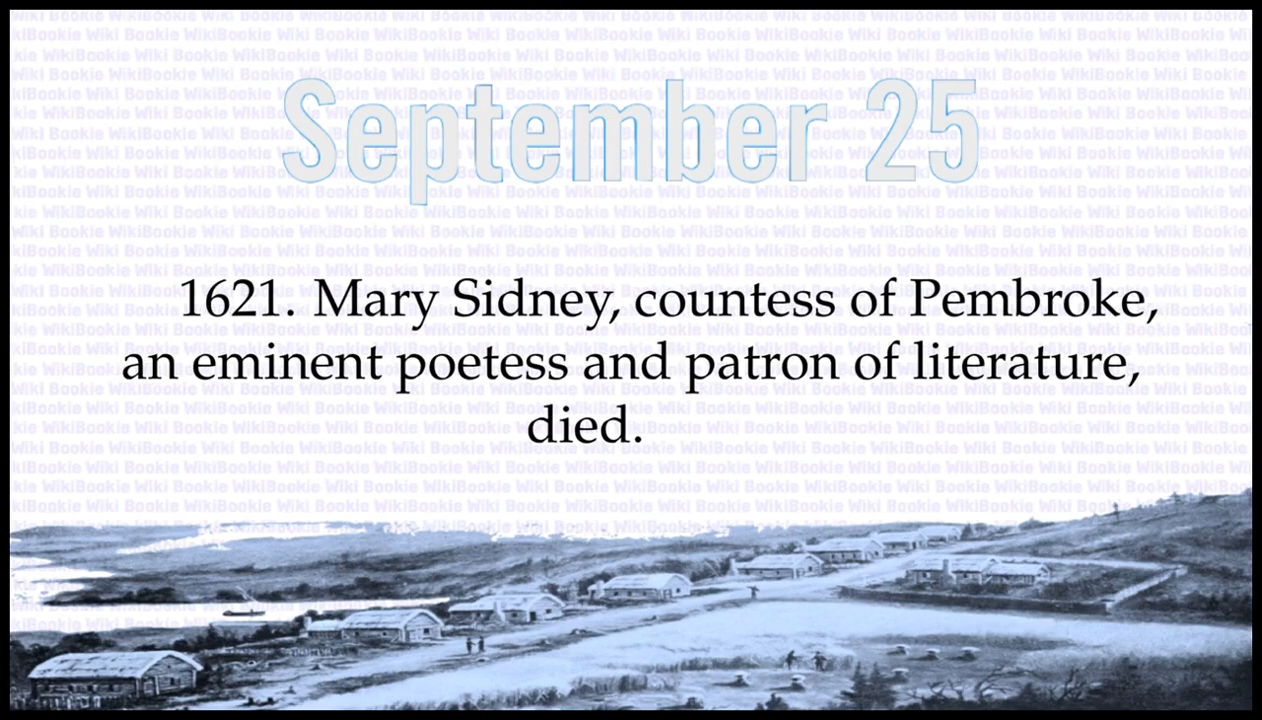 September 25
1621. Mary Sidney, countess of Pembroke,
an eminent poetess and patron of literature,
died.